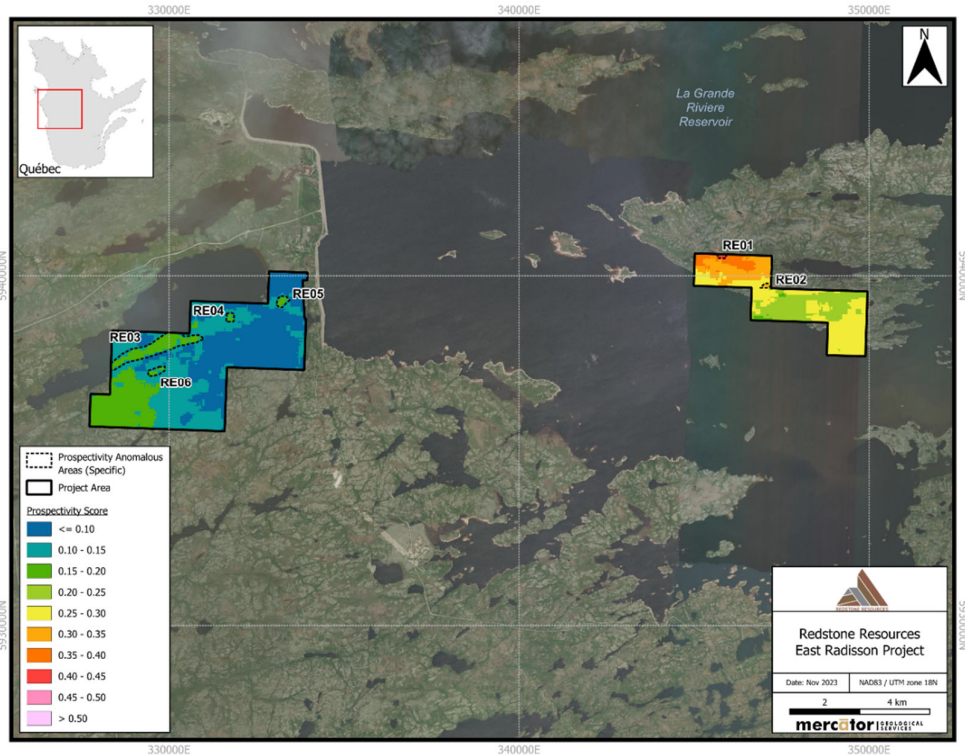 330000E
340000E
350000E
Québec
N
La Grande
Riviere
Reservoir
5940000N
5940000N
RE01
RE02
RE05
RE04
RE03
RE06
Prospectivity Anomalous
Areas (Specific)
Project Area
Prospectivity Score
<= 0.10
0.10 - 0.15
0.15 - 0.20
0.20 - 0.25
0.25 - 0.30
0.30 - 0.35
0.35 - 0.40
0.40 - 0.45
0.45 - 0.50
> 0.50
5930000N
5930000N
REDSTONE RESOURCES
Redstone Resources
East Radisson Project
Date: Nov 2023
NAD83 / UTM zone 18N
2 4 km
mercator GEOLOGICAL
SERVICES
330000E
340000E
350000E